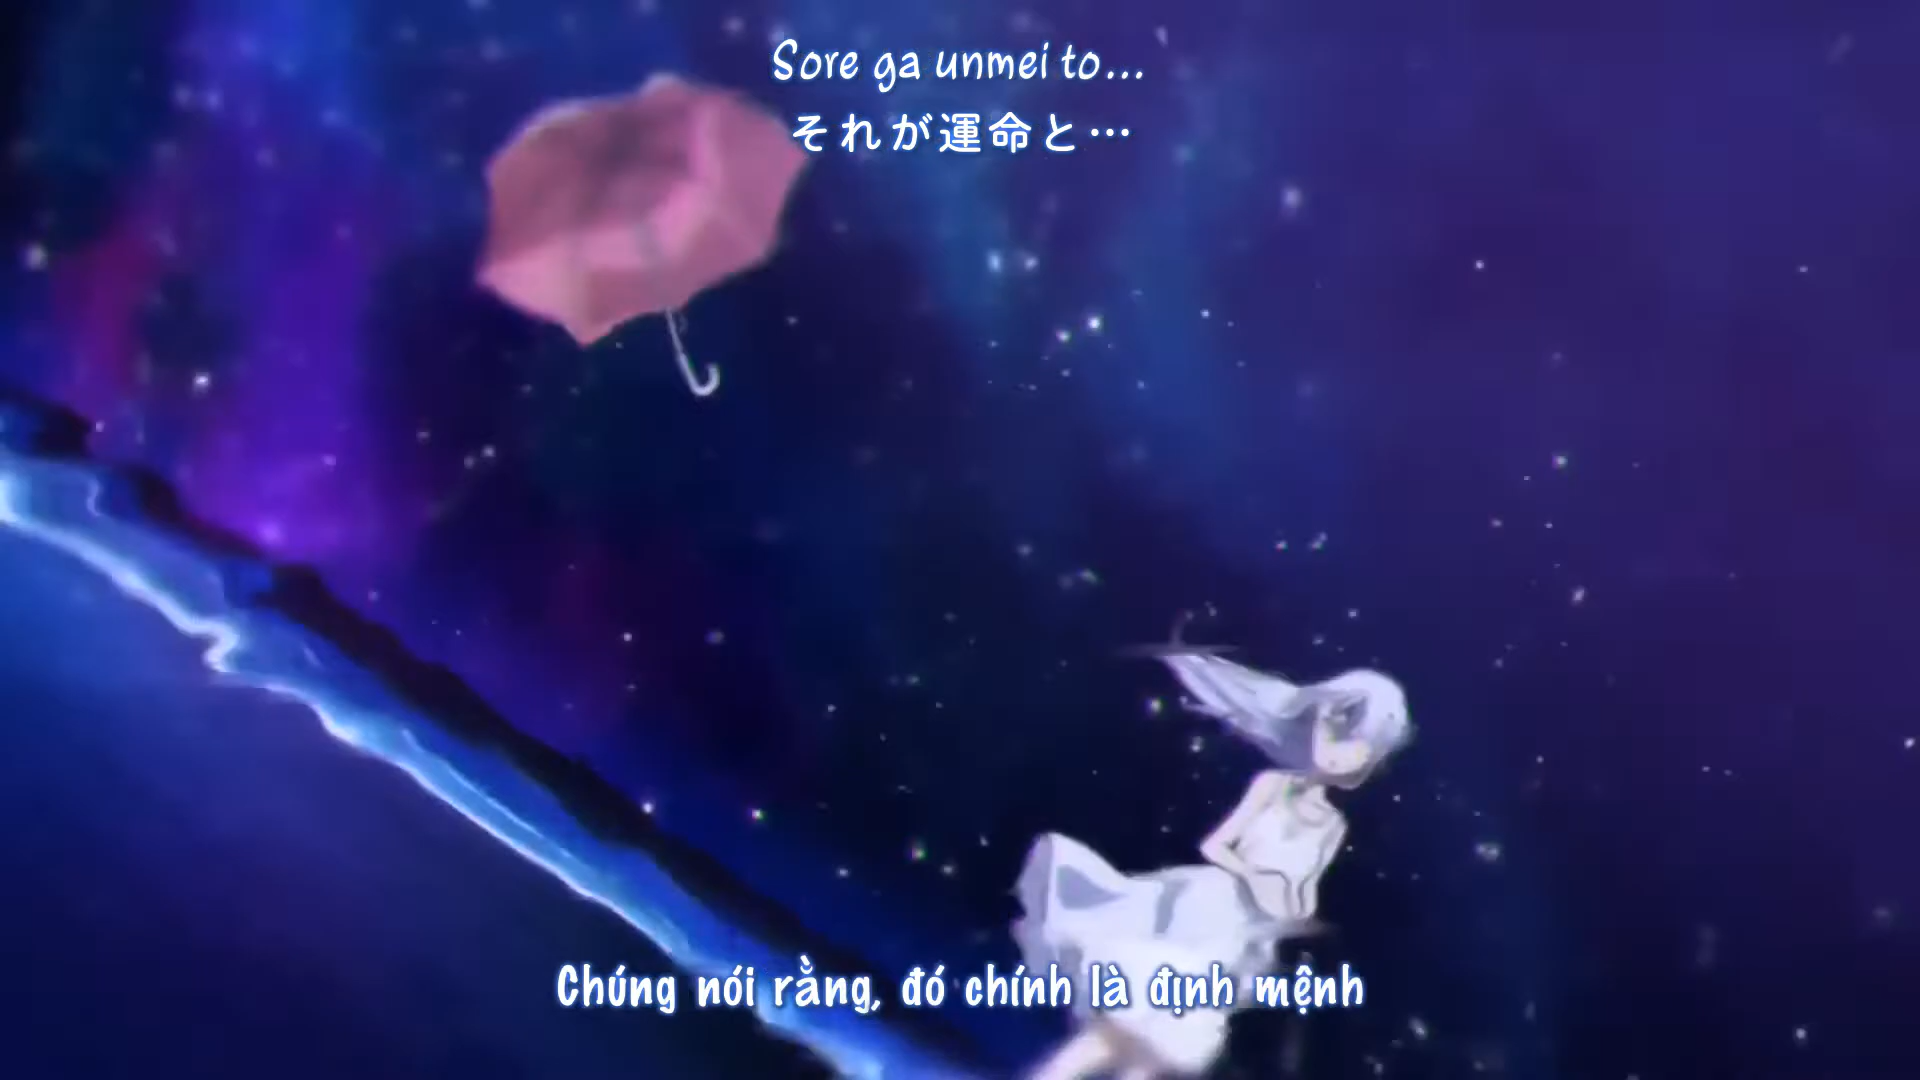 Sore ga unmei to...
それが運命と…
Chúng nói rằng, đó chính là định mệnh